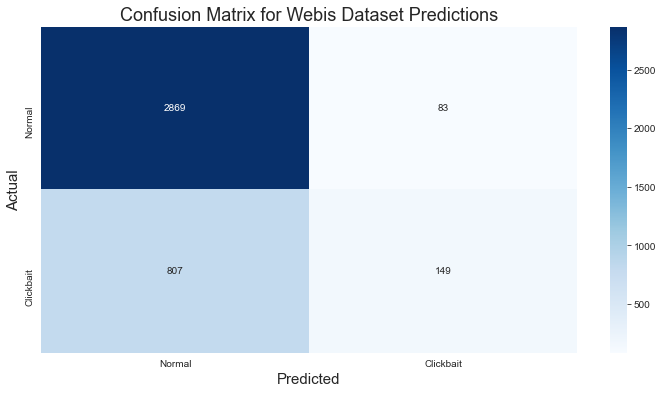 Confusion Matrix for Webis Dataset Predictions
Actual
Normal
2869
83
Clickbait
807
149
Normal
Clickbait
Predicted
2500
2000
1500
1000
500